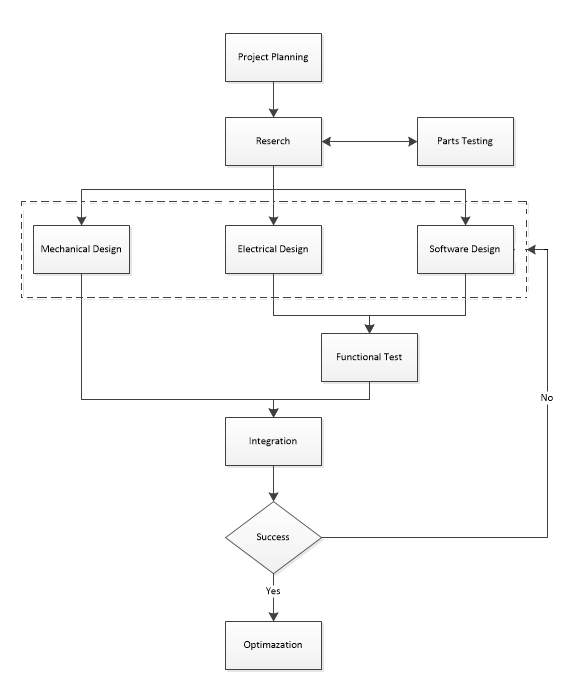 Project Planning
Reserch
Parts Testing
Mechanical Design
Electrical Design
Software Design
Functional Test
No
Integration
Success
Yes
Optimazation